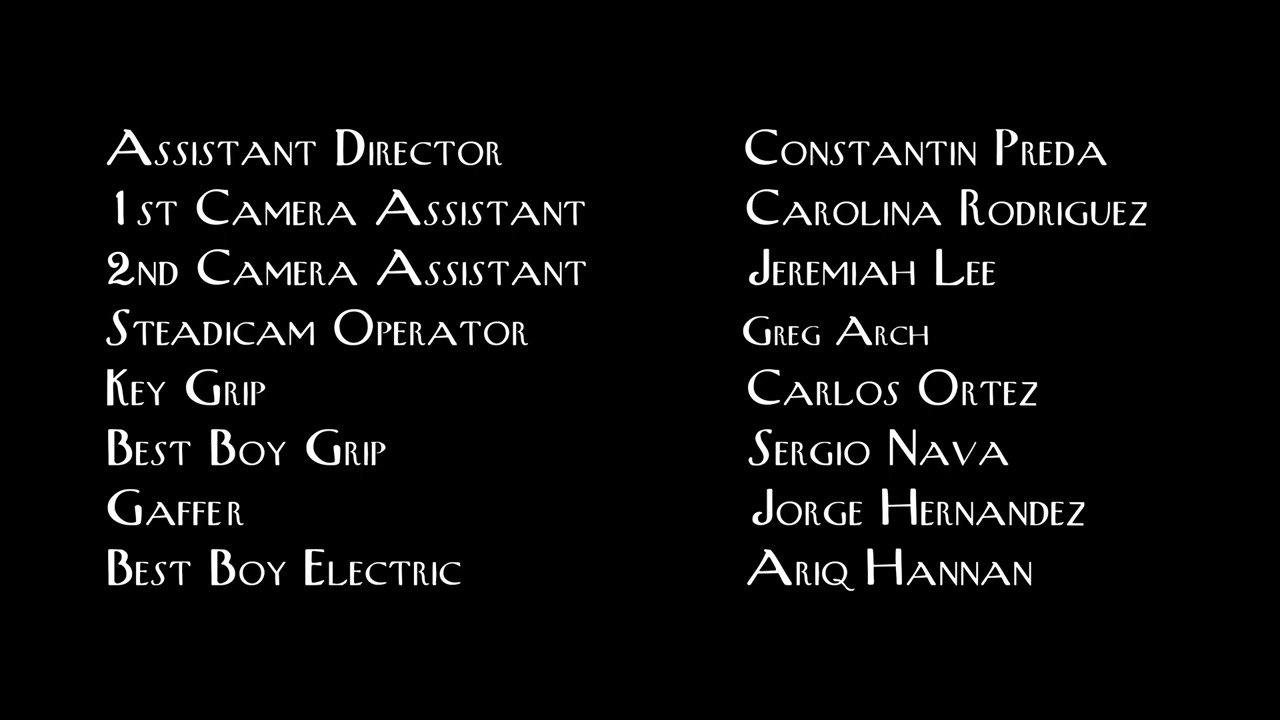 Assistant Director Constantin Preda
1st Camera Assistant Carolina Rodriguez
2nd Camera Assistant Jeremiah Lee
Steadicam Operator Greg Arch
Key Grip Carlos Ortez
Best Boy Grip Sergio Nava
Gaffer Jorge Hernandez
Best Boy Electric Ariq Hannan